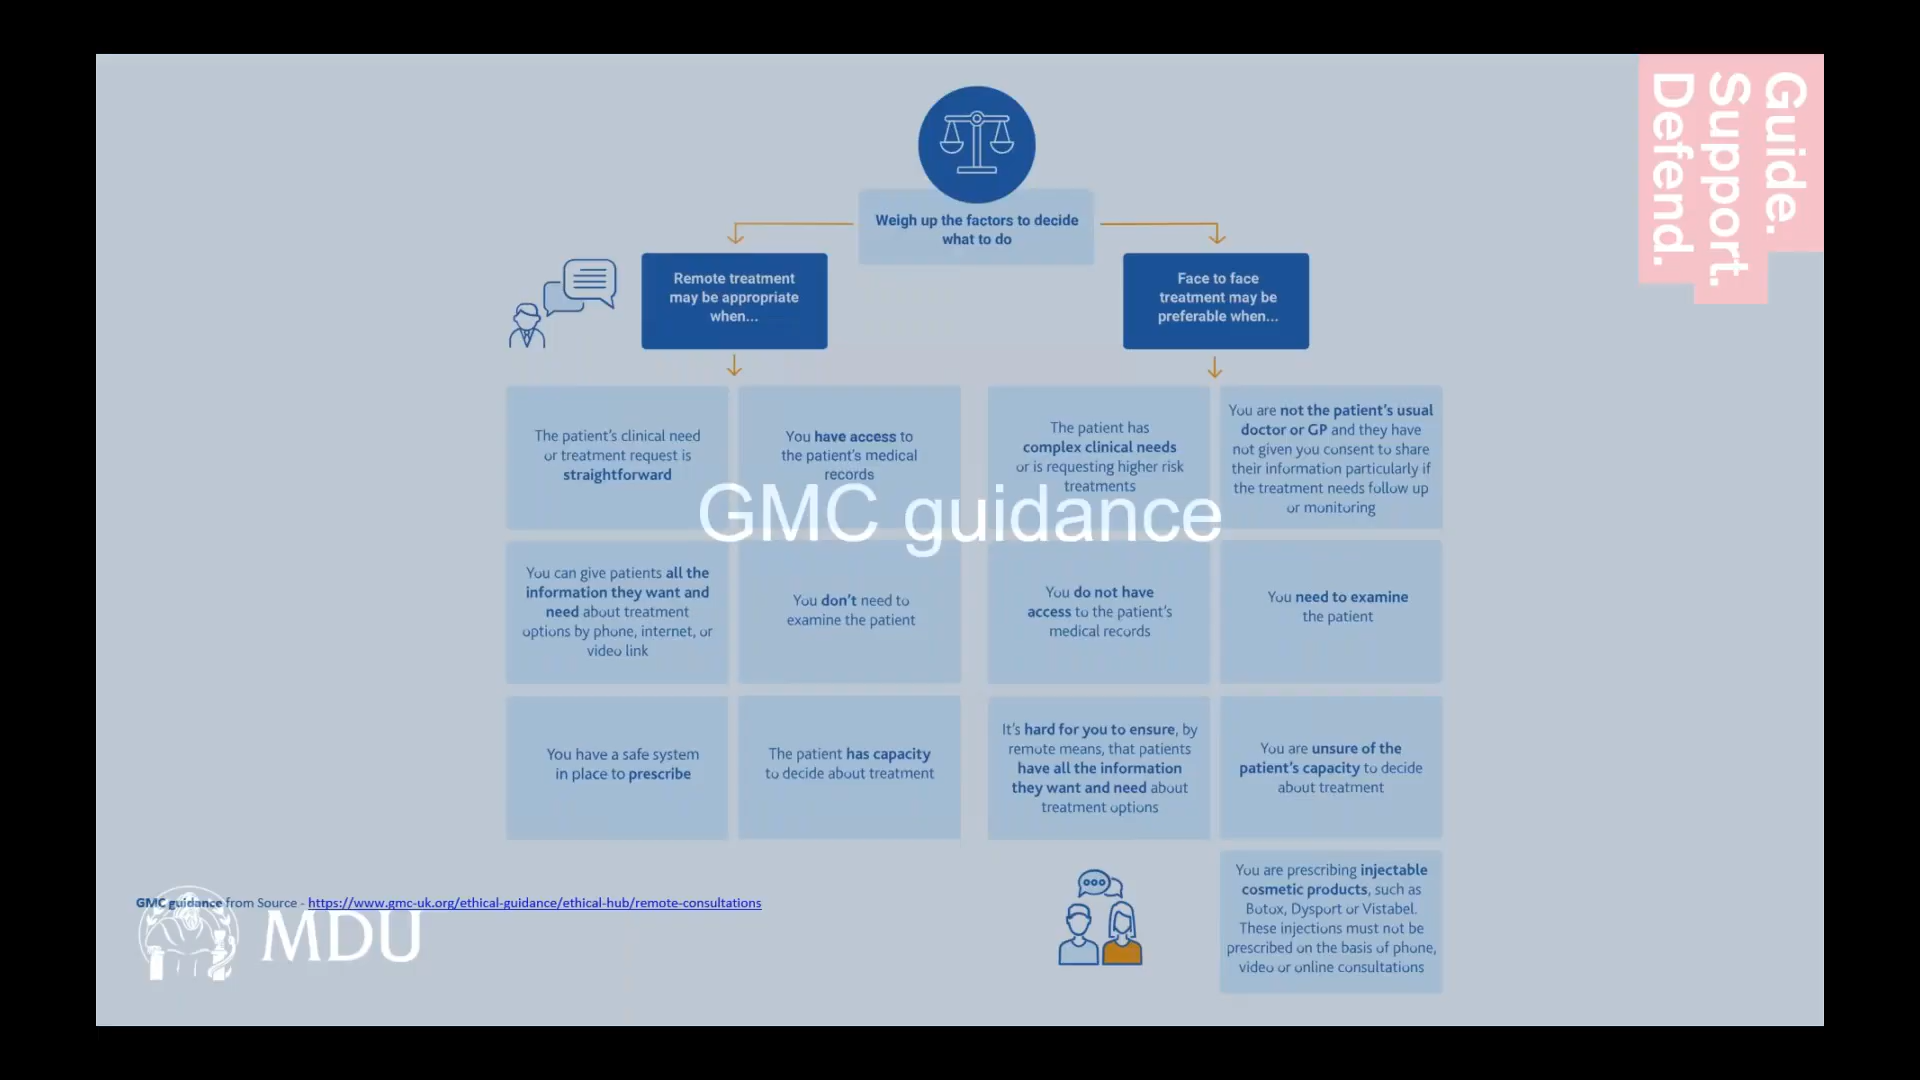 Guide.
Support.
Defend.
Weigh up the factors to decide
what to do
Remote treatment
may be appropriate
when...
Face to face
treatment may be
preferable when...
The patient's clinical need
or treatment request is
straightforward
You have access to
the patient's medical
records
The patient has
complex clinical needs
or is requesting higher risk
treatments
You are not the patient's usual
doctor or GP and they have
not given you consent to share
their information particularly if
the treatment needs follow up
or monitoring
GMC guidance
You can give patients all the
information they want and
need about treatment
options by phone, internet, or
video link
You don't need to
examine the patient
You do not have
access to the patient's
medical records
You need to examine
the patient
You have a safe system
in place to prescribe
The patient has capacity
to decide about treatment
It's hard for you to ensure, by
remote means, that patients
have all the information
they want and need about
treatment options
You are unsure of the
patient's capacity to decide
about treatment
You are prescribing injectable
cosmetic products, such as
Botox, Dysport or Vistabel.
These injections must not be
prescribed on the basis of phone,
video or online consultations
GMC guidance from Source - https://www.gmc-uk.org/ethical-guidance/ethical-hub/remote-consultations
MDU